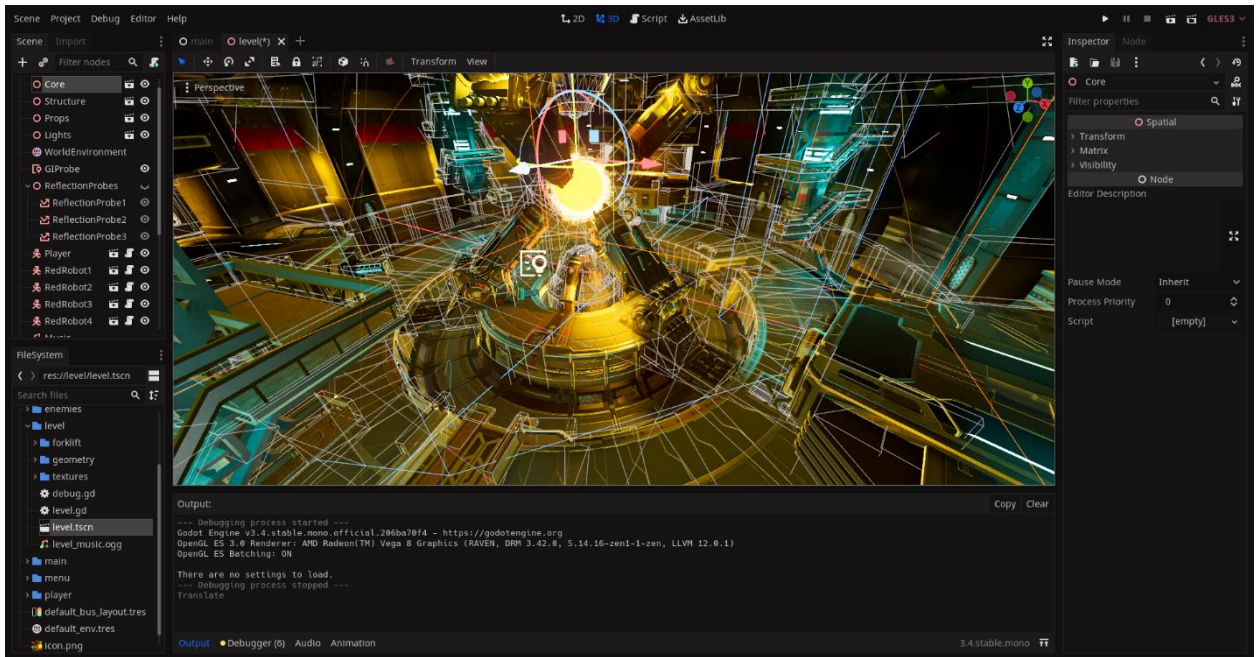 Scene Project Debug Editor Help
2D 3D Script AssetLib
GLES3
Scene Import
Filter nodes
Core
Structure
Props
Lights
WorldEnvironment
GIProbe
ReflectionProbes
ReflectionProbe1
ReflectionProbe2
ReflectionProbe3
Player
RedRobot1
RedRobot2
RedRobot3
RedRobot4
Music
FileSystem
res://level/level.tscn
Search files
enemies
level
forklift
geometry
textures
debug.gd
level.gd
level.tscn
level_music.ogg
main
menu
player
default_bus_layout.tres
default_env.tres
icon.png
main level(*)
Transform View
Perspective
Y
X
Z
Output:
Copy Clear
--- Debugging process started ---
Godot Engine v3.4.stable.mono.official.206ba70f4 - https://godotengine.org
OpenGL ES 3.0 Renderer: AMD Radeon(TM) Vega 8 Graphics (RAVEN, DRM 3.42.0, 5.14.16-zen1-1-zen, LLVM 12.0.1)
OpenGL ES Batching: ON
There are no settings to load.
--- Debugging process stopped ---
Translate
Output Debugger (6) Audio Animation
3.4.stable.mono
Inspector Node
Core
DOC
Filter properties
Spatial
Transform
Matrix
Visibility
Node
Editor Description
Pause Mode Inherit
Process Priority 0
Script [empty]